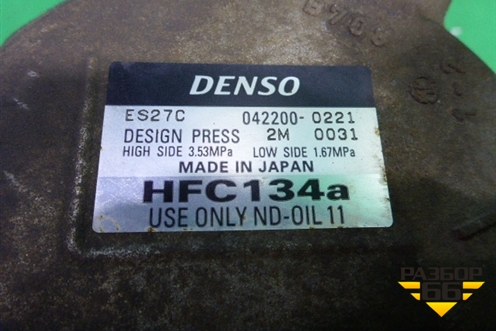 DENSO
ES27C 042200-0221
DESIGN PRESS 2M 0031
HIGH SIDE 3.53MPa LOW SIDE 1.67MPa
MADE IN JAPAN
HFC134a
USE ONLY ND-OIL 11
РАЗБОР
66